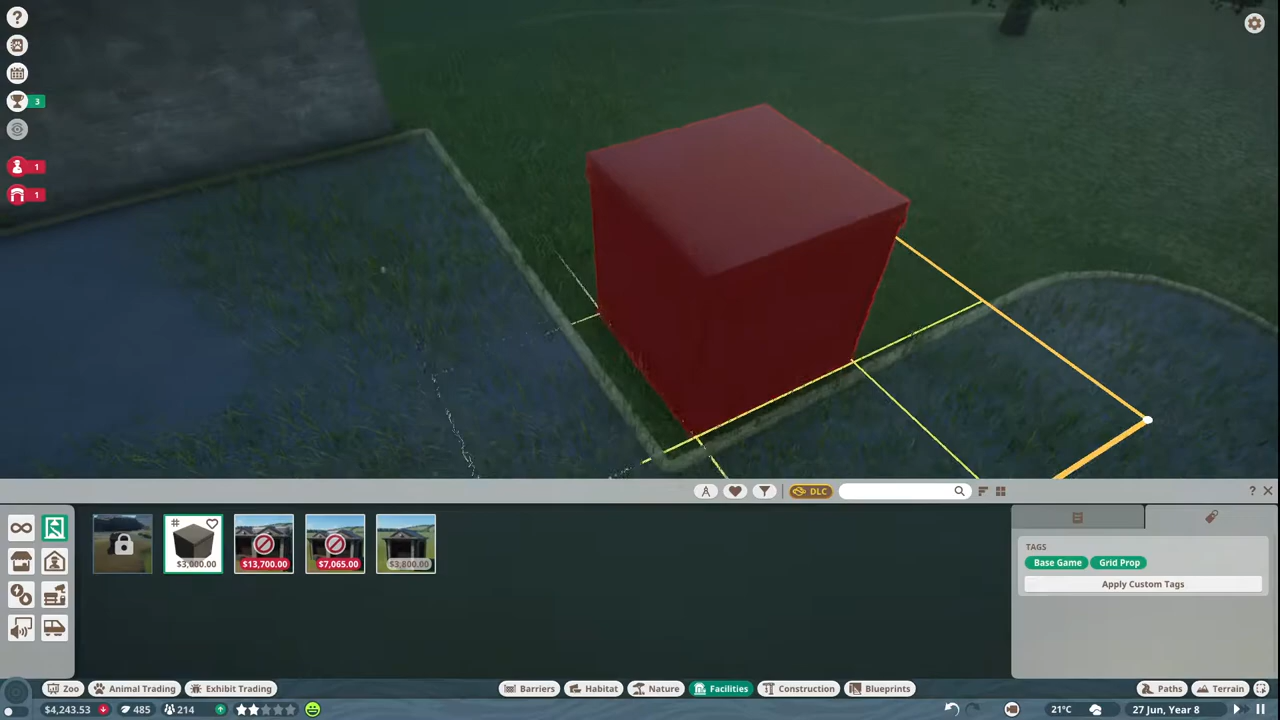 ?
3
1
1
DLC
?
#
$3,000.00
$13,700.00
$7,065.00
$3,800.00
TAGS
Base Game
Grid Prop
Apply Custom Tags
Zoo
Animal Trading
Exhibit Trading
Barriers
Habitat
Nature
Facilities
Construction
Blueprints
Paths
Terrain
$4,243.53
485
214
21°C
27 Jun, Year 8